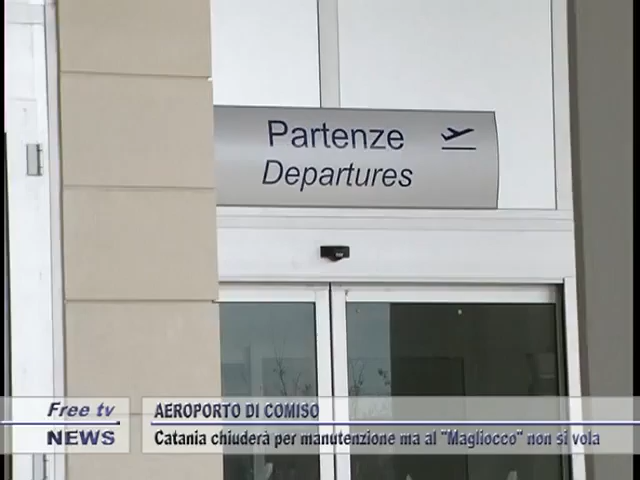 Partenze
Departures
Free tv
NEWS
AEROPORTO DI COMISO
Catania chiuderà per manutenzione ma al "Magliocco" non si vola